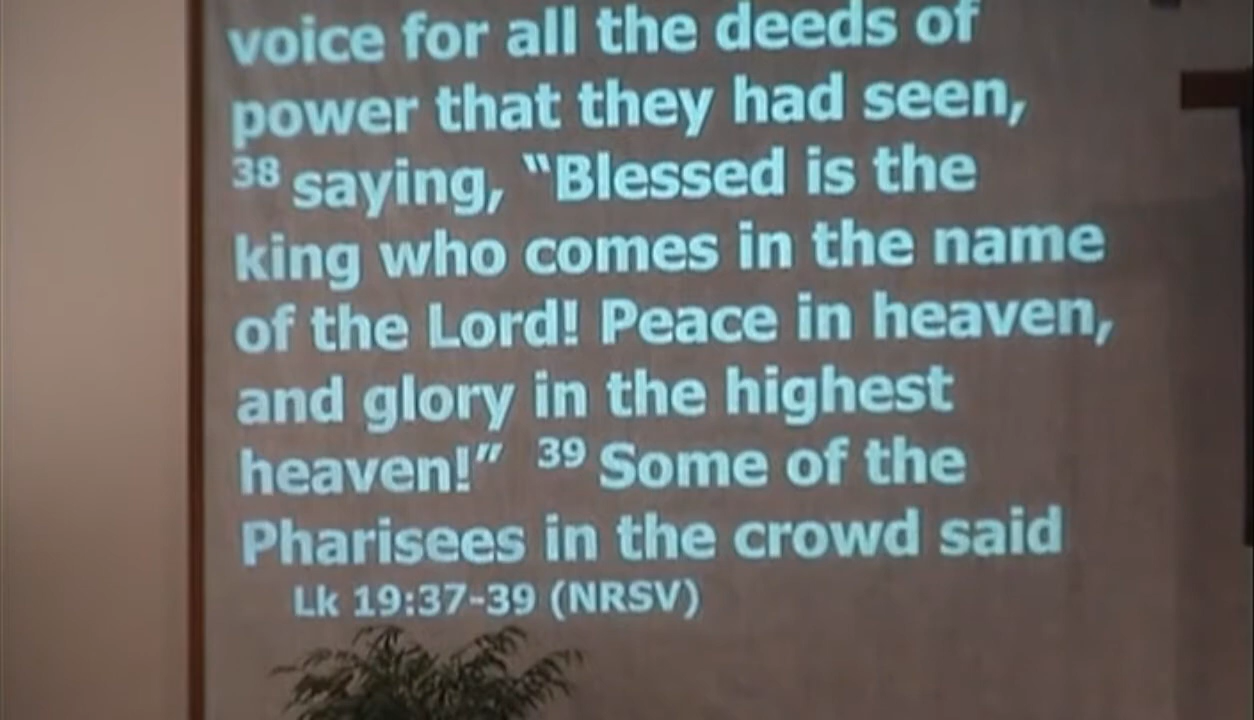 voice for all the deeds of
power that they had seen,
38 saying, “Blessed is the
king who comes in the name
of the Lord! Peace in heaven,
and glory in the highest
heaven!” 39 Some of the
Pharisees in the crowd said
Lk 19:37-39 (NRSV)